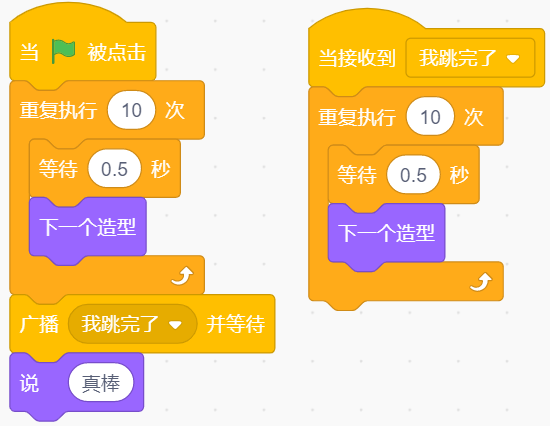 当 被点击
重复执行 10 次
等待 0.5 秒
下一个造型
广播 我跳完了 并等待
说 真棒
当接收到 我跳完了
重复执行 10 次
等待 0.5 秒
下一个造型